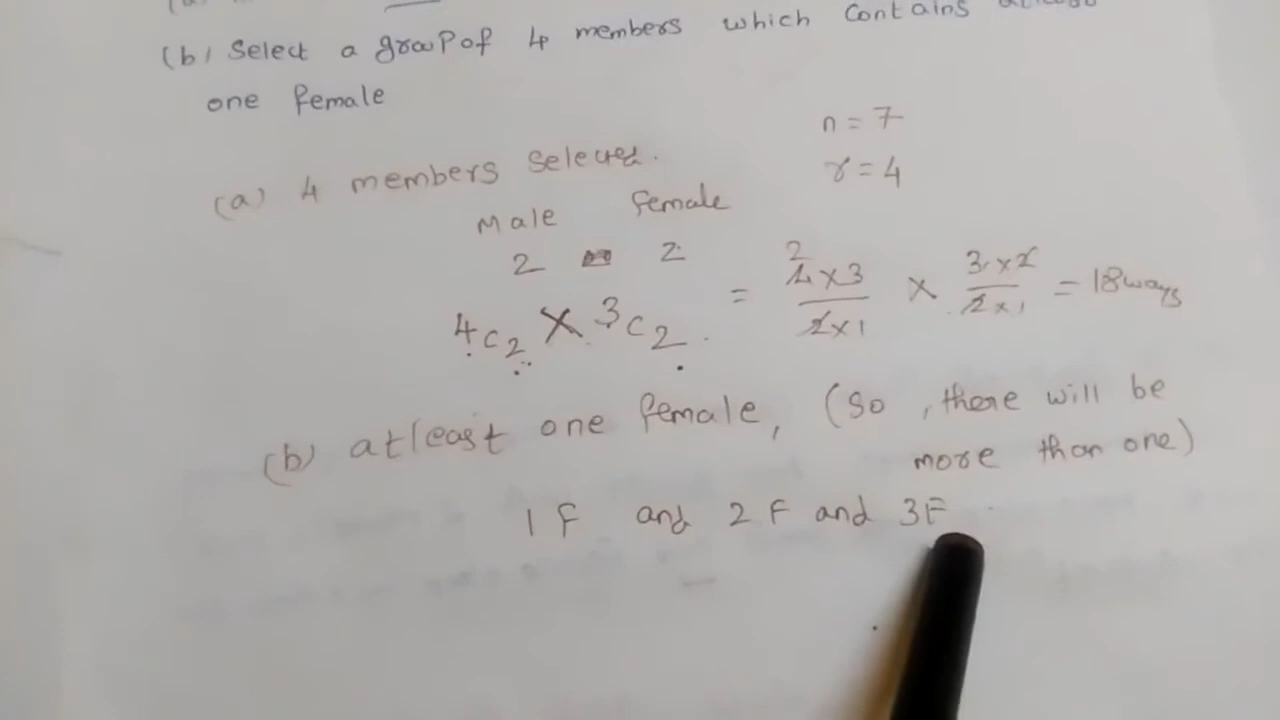 (b) Select a group of 4 members which contains atleast
one female
n = 7
(a) 4 members Selected.
r = 4
Male female
2 2
4c2 × 3c2 . = 2 4×3/2×1 × 3×2/2×1 = 18 ways
(b) atleast one female, (So , there will be
more than one)
1 F and 2 F and 3F